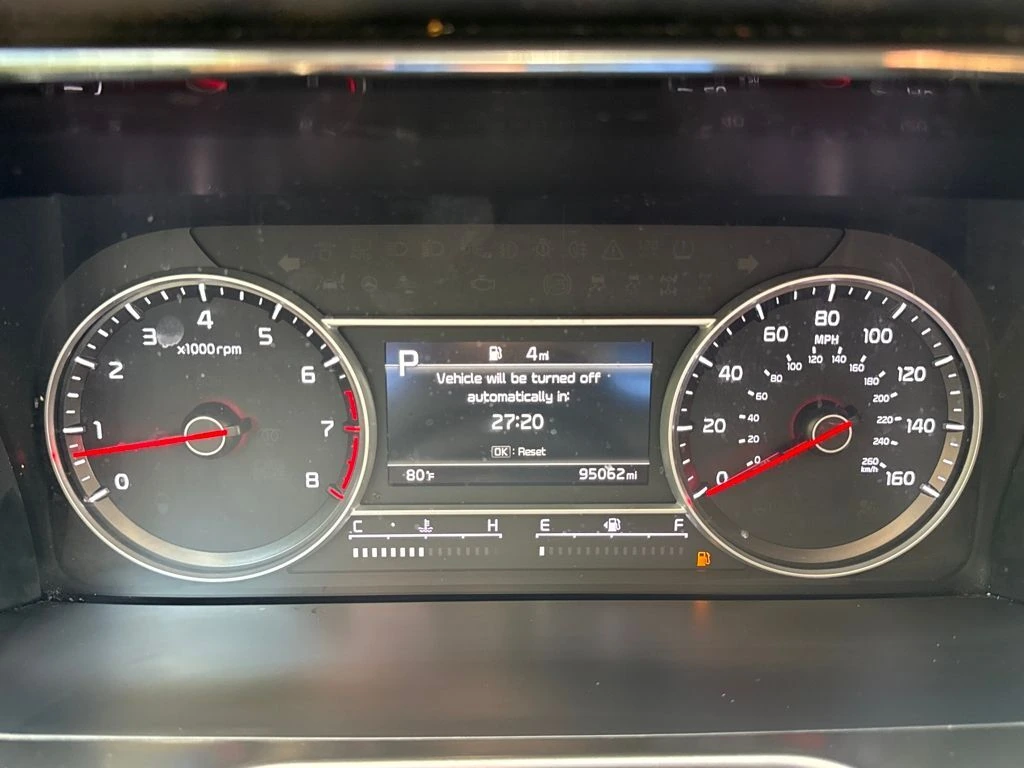 4
3
5
x1000rpm
2
6
1
7
0
8
P
4mi
Vehicle will be turned off
automatically in:
27:20
OK : Reset
80°F
95062mi
C
H
E
F
80
60
100
MPH
40
120
20
140
0
160
120
140
100
160
80
180
60
200
40
220
20
240
0
260
km/h